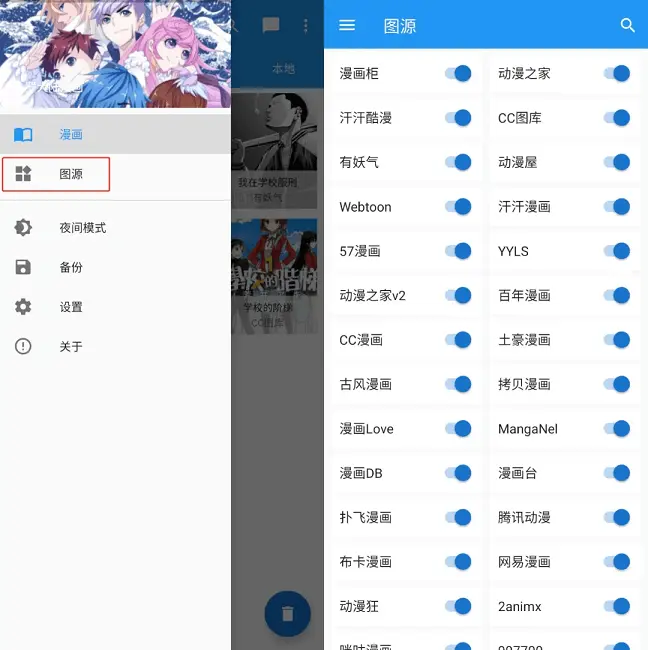 漫画
图源
夜间模式
备份
设置
关于
本地
我在学校服刑
有妖气
学校的阶梯
CC图库
图源
漫画柜
动漫之家
汗汗酷漫
CC图库
有妖气
动漫屋
Webtoon
汗汗漫画
57漫画
YYLS
动漫之家v2
百年漫画
CC漫画
土豪漫画
古风漫画
拷贝漫画
漫画Love
MangaNel
漫画DB
漫画台
扑飞漫画
腾讯动漫
布卡漫画
网易漫画
动漫狂
2animx